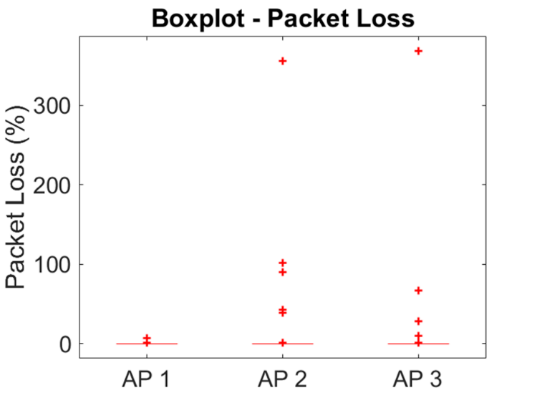 Boxplot - Packet Loss
Packet Loss (%)
300
200
100
0
AP 1 AP 2 AP 3